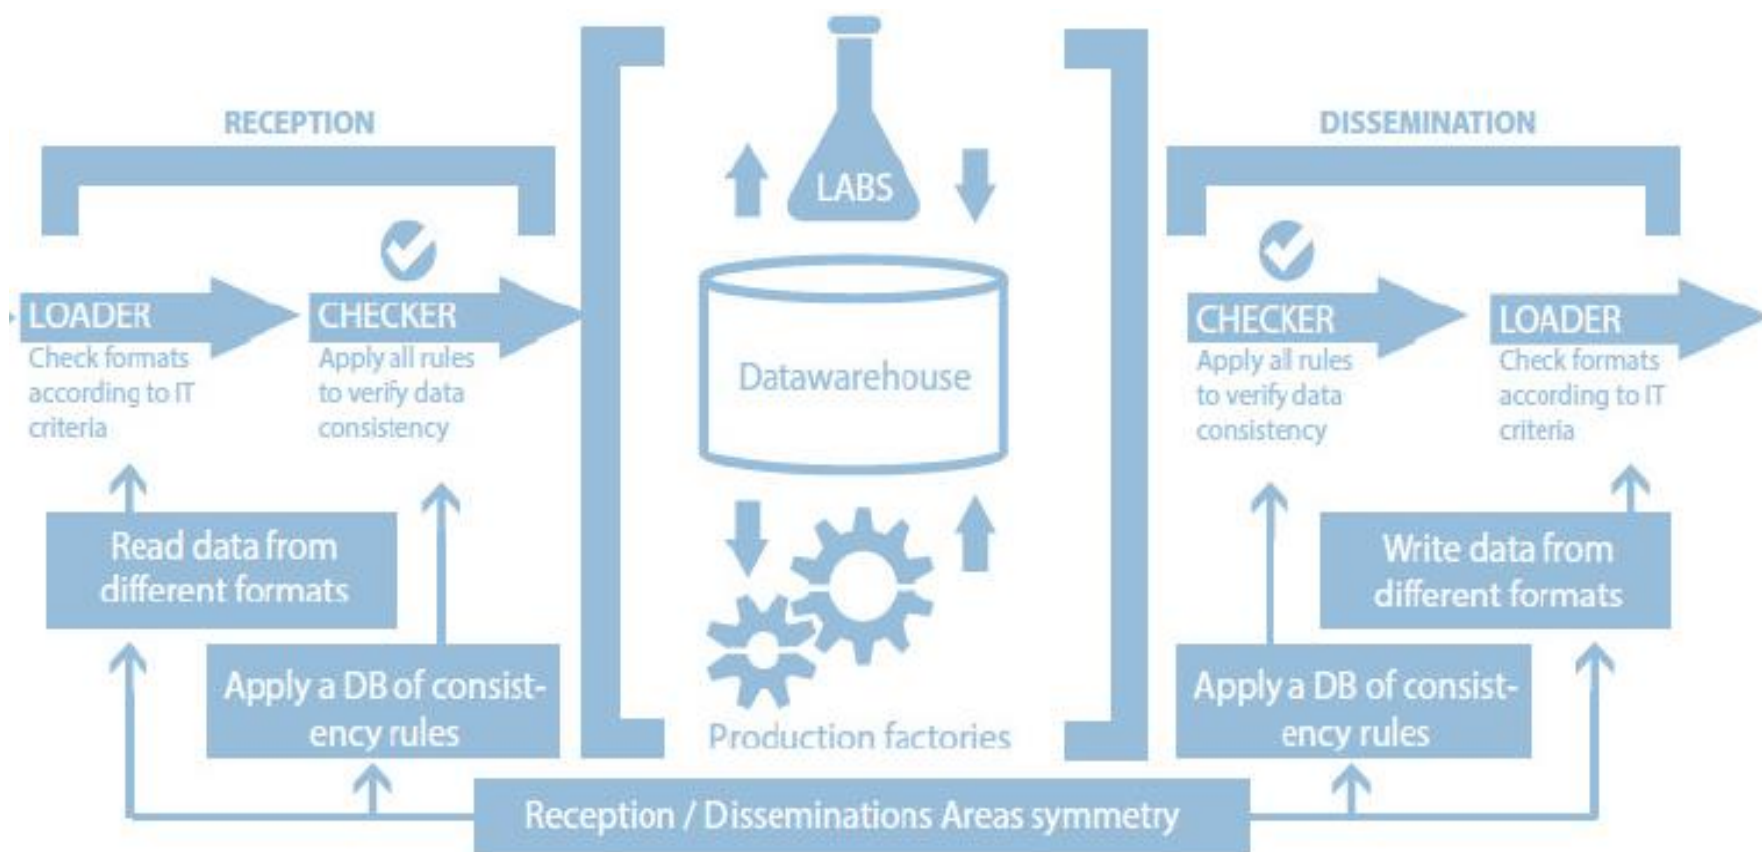 RECEPTION
LOADER
Check formats
according to IT
criteria
CHECKER
Apply all rules
to verify data
consistency
Read data from
different formats
Apply a DB of consist-
ency rules
LABS
Datawarehouse
Production factories
DISSEMINATION
CHECKER
Apply all rules
to verify data
consistency
LOADER
Check formats
according to IT
criteria
Write data from
different formats
Apply a DB of consist-
ency rules
Reception / Disseminations Areas symmetry